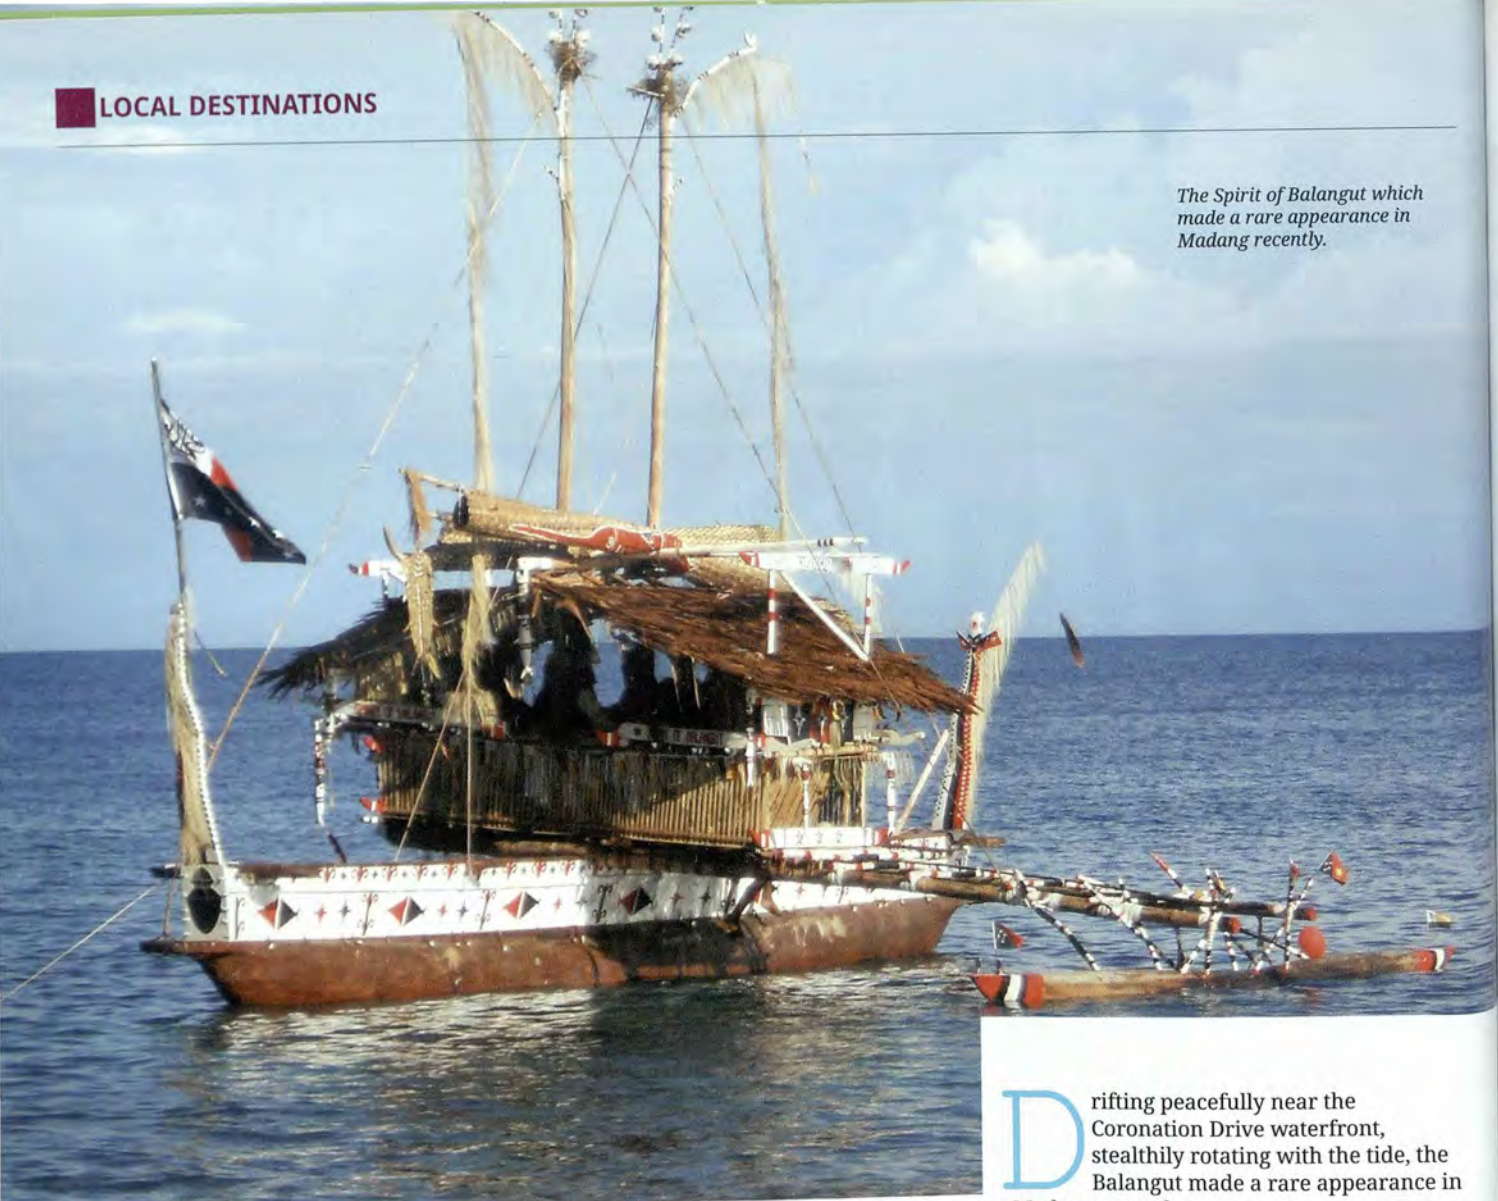 LOCAL DESTINATIONS
The Spirit of Balangut which
made a rare appearance in
Madang recently.
Drifting peacefully near the
Coronation Drive waterfront,
stealthily rotating with the tide, the
Balangut made a rare appearance in